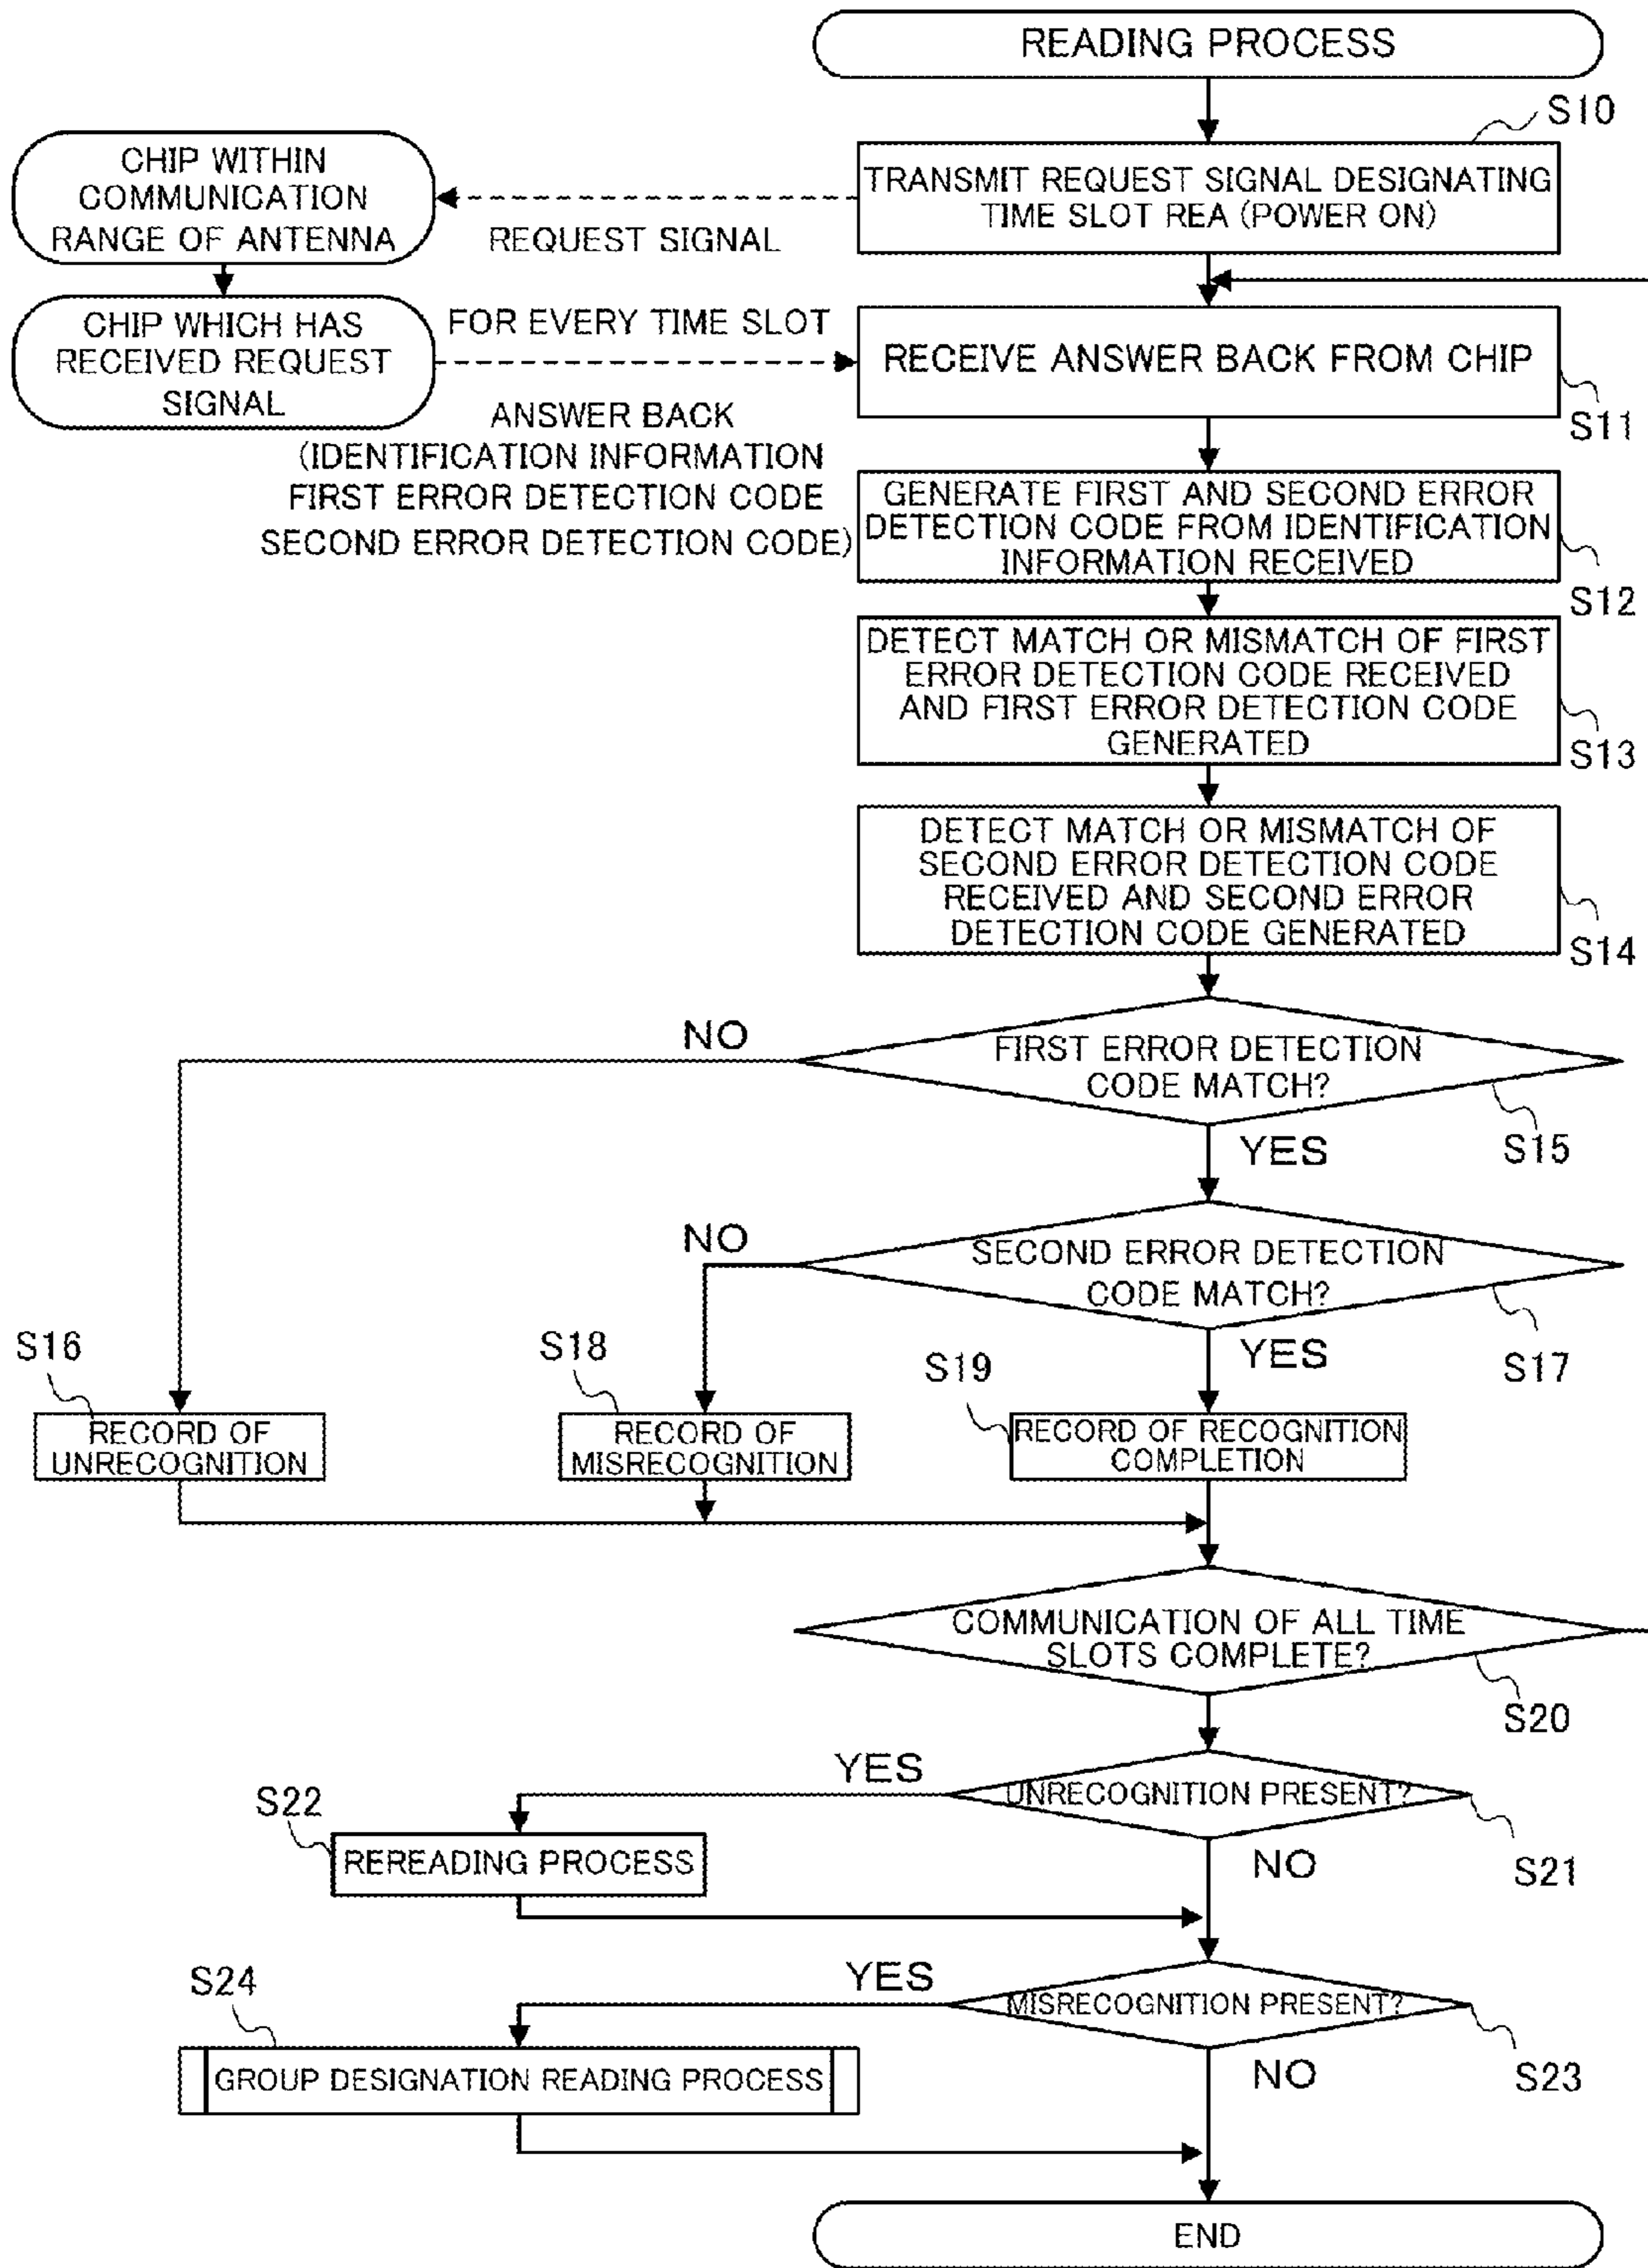 READING PROCESS
S10
CHIP WITHIN
COMMUNICATION
RANGE OF ANTENNA
TRANSMIT REQUEST SIGNAL DESIGNATING
TIME SLOT REA (POWER ON)
REQUEST SIGNAL
CHIP WHICH HAS
RECEIVED REQUEST
SIGNAL
FOR EVERY TIME SLOT
RECEIVE ANSWER BACK FROM CHIP
S11
ANSWER BACK
(IDENTIFICATION INFORMATION
FIRST ERROR DETECTION CODE
SECOND ERROR DETECTION CODE)
GENERATE FIRST AND SECOND ERROR
DETECTION CODE FROM IDENTIFICATION
INFORMATION RECEIVED
S12
DETECT MATCH OR MISMATCH OF FIRST
ERROR DETECTION CODE RECEIVED
AND FIRST ERROR DETECTION CODE
GENERATED
S13
DETECT MATCH OR MISMATCH OF
SECOND ERROR DETECTION CODE
RECEIVED AND SECOND ERROR
DETECTION CODE GENERATED
S14
NO
FIRST ERROR DETECTION
CODE MATCH?
S15
YES
NO
SECOND ERROR DETECTION
CODE MATCH?
S17
YES
S16
S18
S19
RECORD OF
UNRECOGNITION
RECORD OF
MISRECOGNITION
RECORD OF RECOGNITION
COMPLETION
COMMUNICATION OF ALL TIME
SLOTS COMPLETE?
S20
YES
UNRECOGNITION PRESENT?
S21
S22
REREADING PROCESS
NO
YES
MISRECOGNITION PRESENT?
S23
S24
GROUP DESIGNATION READING PROCESS
NO
END